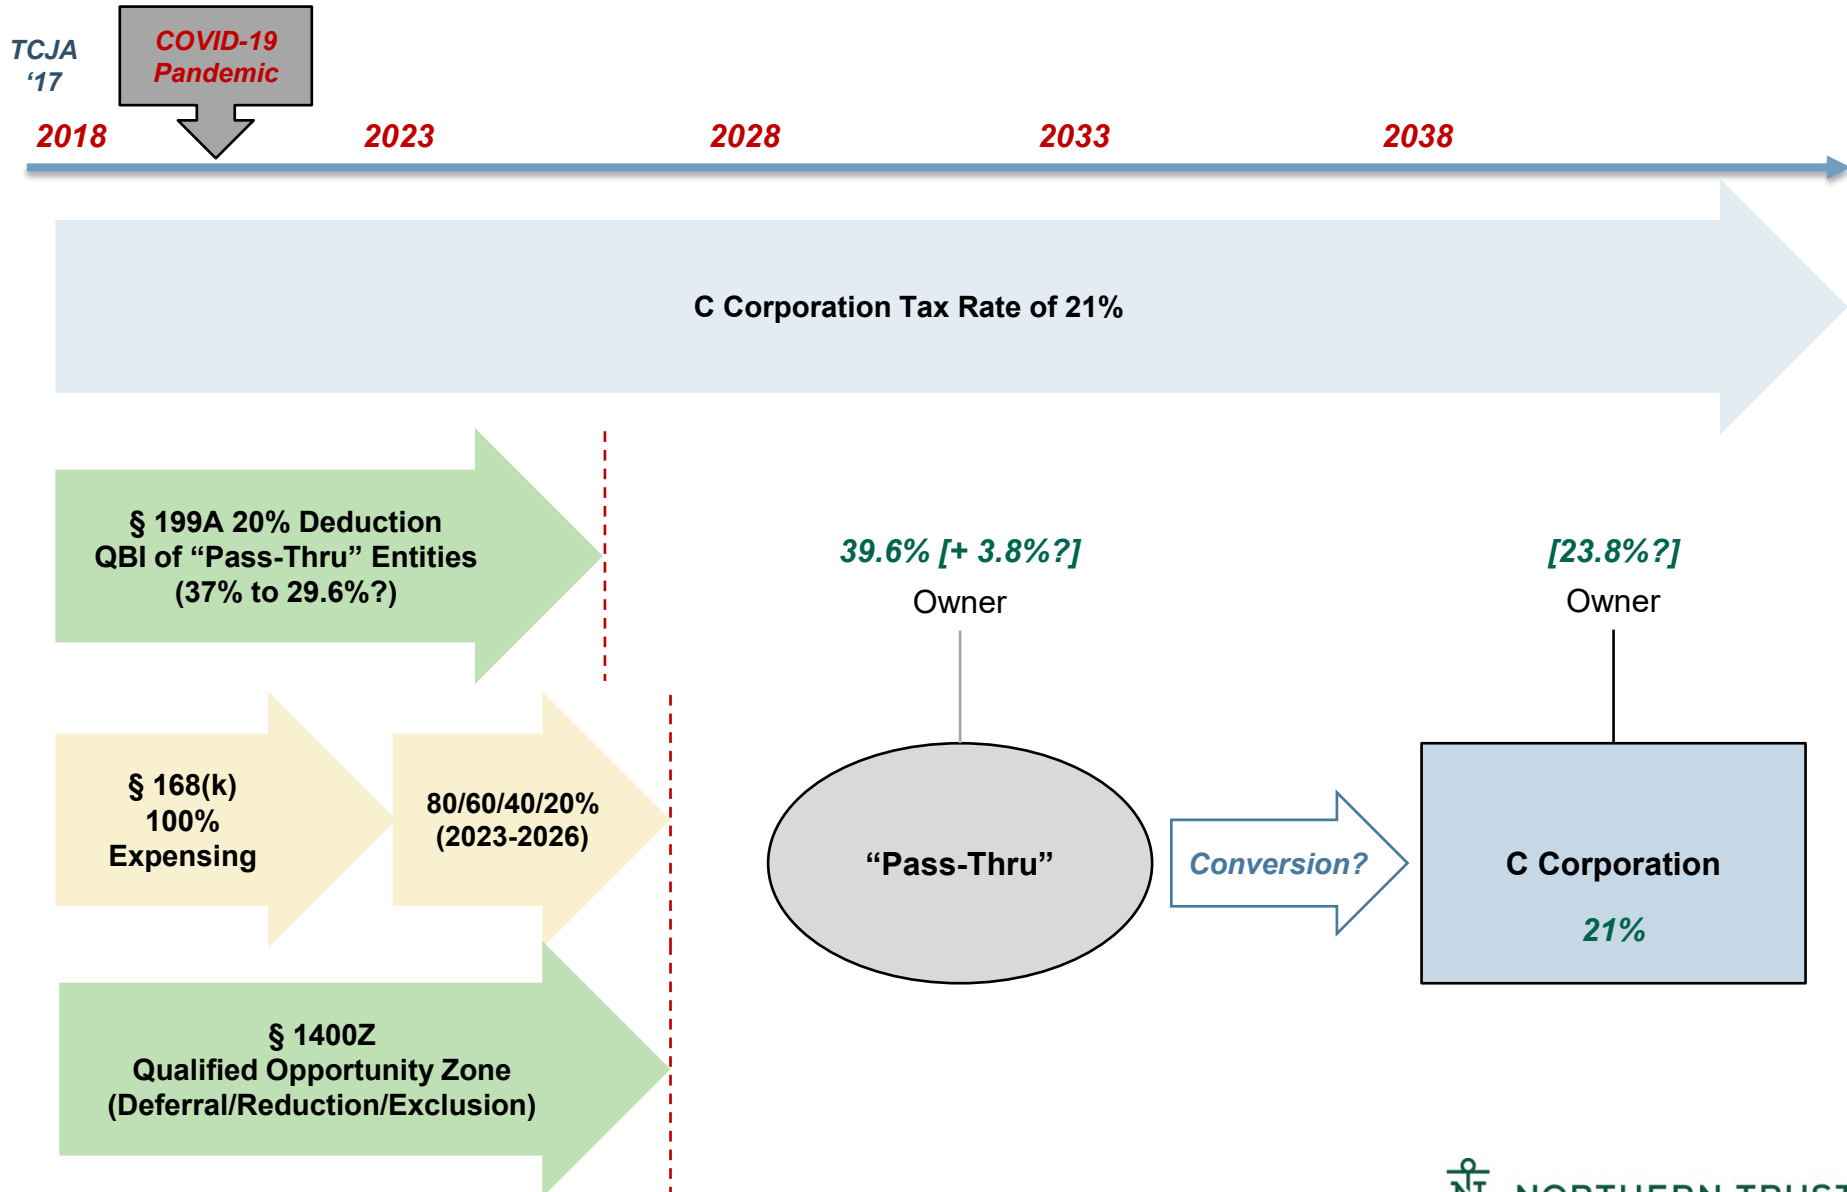 TCJA
‘17
COVID-19
Pandemic
2018
2023
2028
2033
2038
C Corporation Tax Rate of 21%
§ 199A 20% Deduction
QBI of “Pass-Thru” Entities
(37% to 29.6%?)
39.6% [+ 3.8%?]
Owner
[23.8%?]
Owner
§ 168(k)
100%
Expensing
80/60/40/20%
(2023-2026)
“Pass-Thru”
Conversion?
C Corporation
21%
§ 1400Z
Qualified Opportunity Zone
(Deferral/Reduction/Exclusion)
NORTHERN TRUST